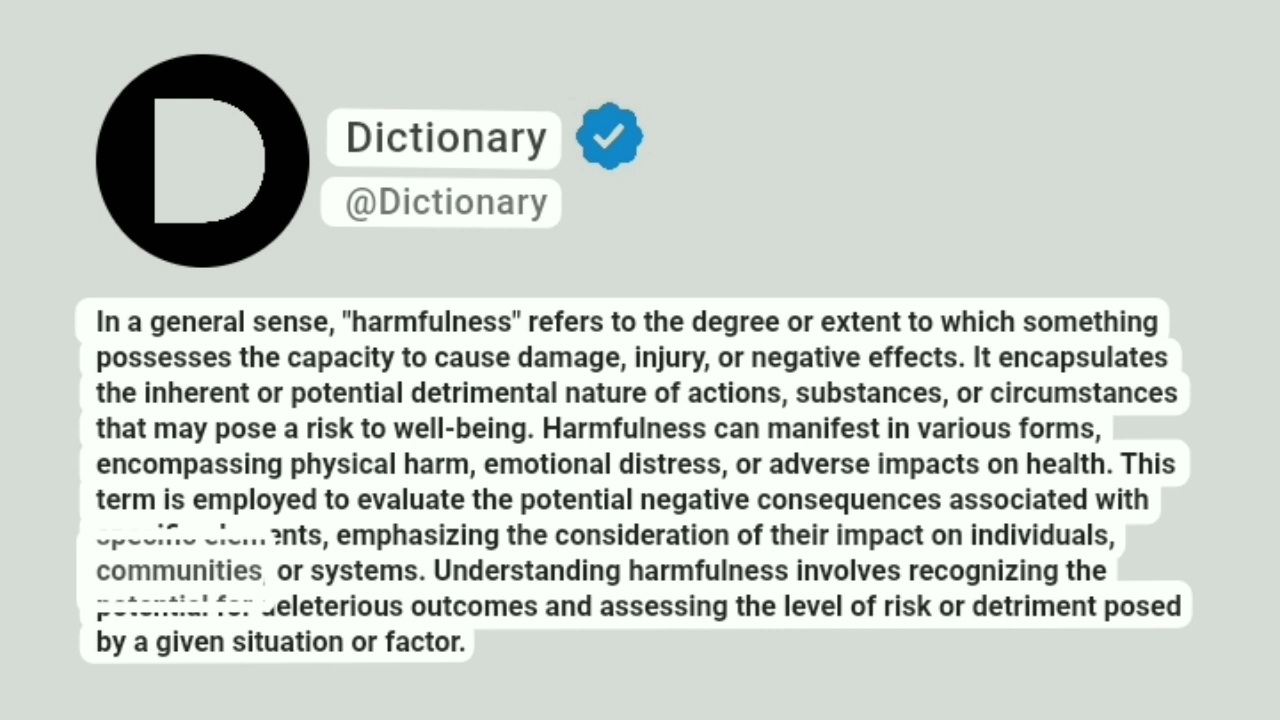 D
Dictionary
@Dictionary
In a general sense, "harmfulness" refers to the degree or extent to which something
possesses the capacity to cause damage, injury, or negative effects. It encapsulates
the inherent or potential detrimental nature of actions, substances, or circumstances
that may pose a risk to well-being. Harmfulness can manifest in various forms,
encompassing physical harm, emotional distress, or adverse impacts on health. This
term is employed to evaluate the potential negative consequences associated with
specific elements, emphasizing the consideration of their impact on individuals,
communities, or systems. Understanding harmfulness involves recognizing the
potential for deleterious outcomes and assessing the level of risk or detriment posed
by a given situation or factor.